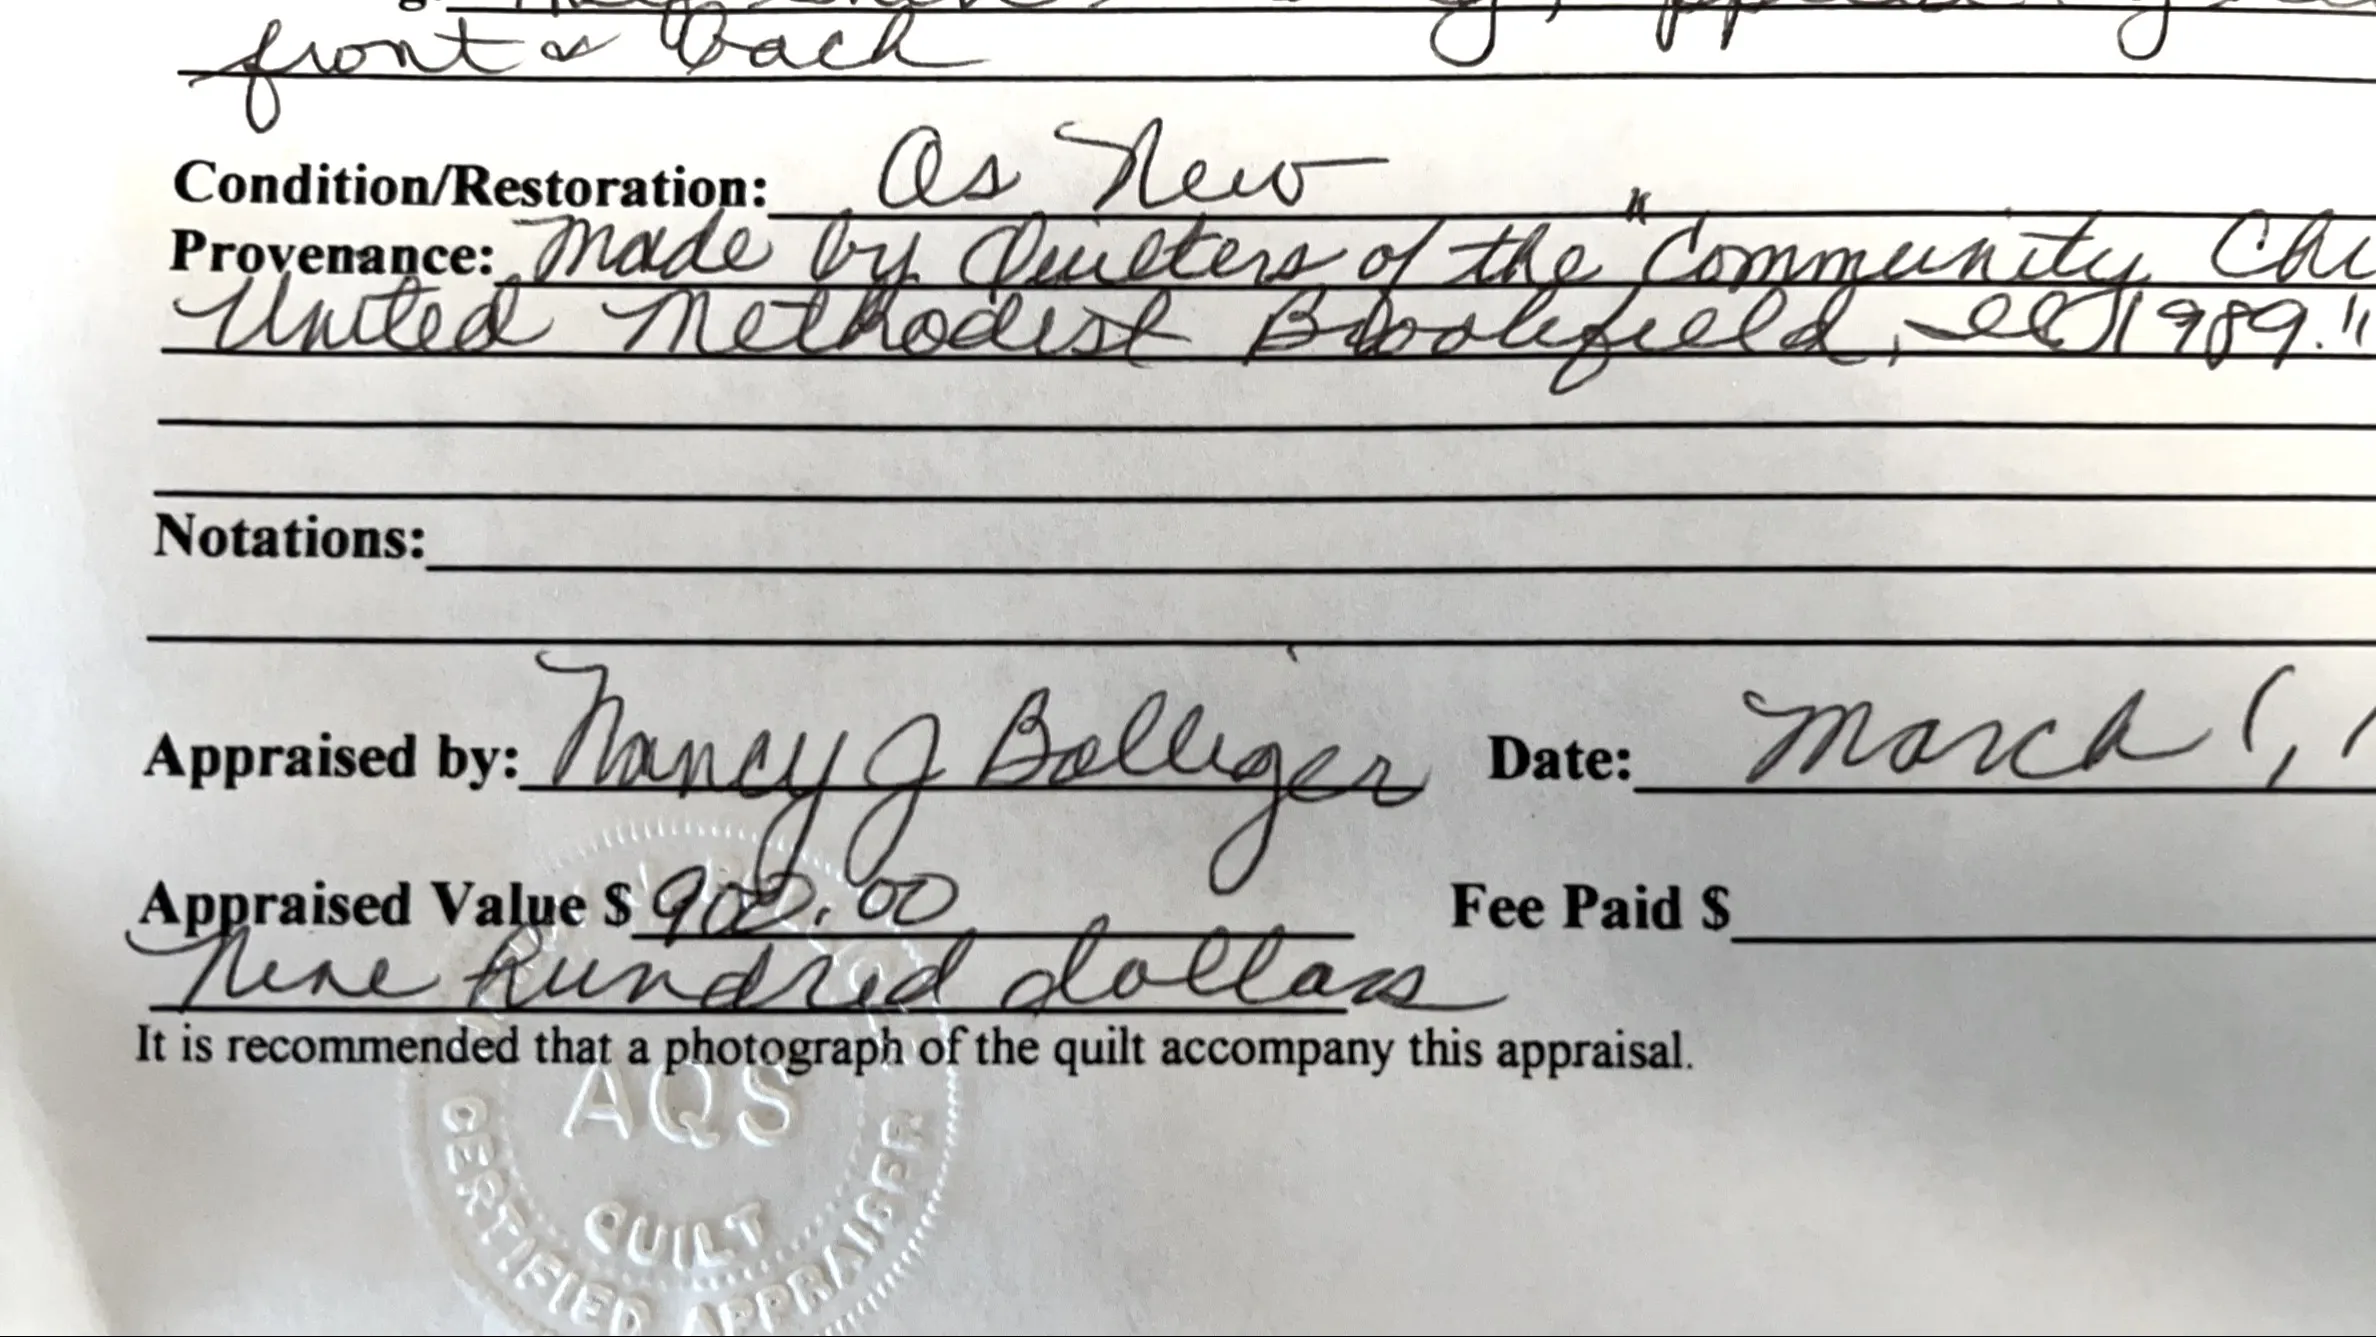 front & back
Condition/Restoration: As New
Provenance: Made by Quilters of the "Community
United Methodist Brookfield, Ill 1989."
Notations:
Appraised by: Nancy J Bolliger Date: March 1,
Appraised Value $ 900.00 Fee Paid $
Nine hundred dollars
It is recommended that a photograph of the quilt accompany this appraisal.
AQS
QUILT
CERTIFIED APPRAISER